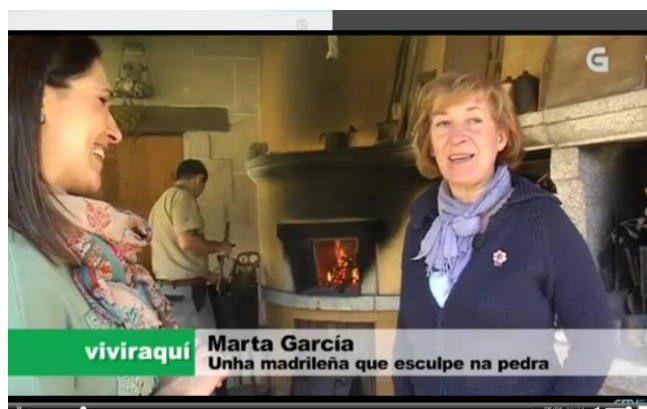 G
G
viviraquí
Marta García
Unha madrileña que esculpe na pedra